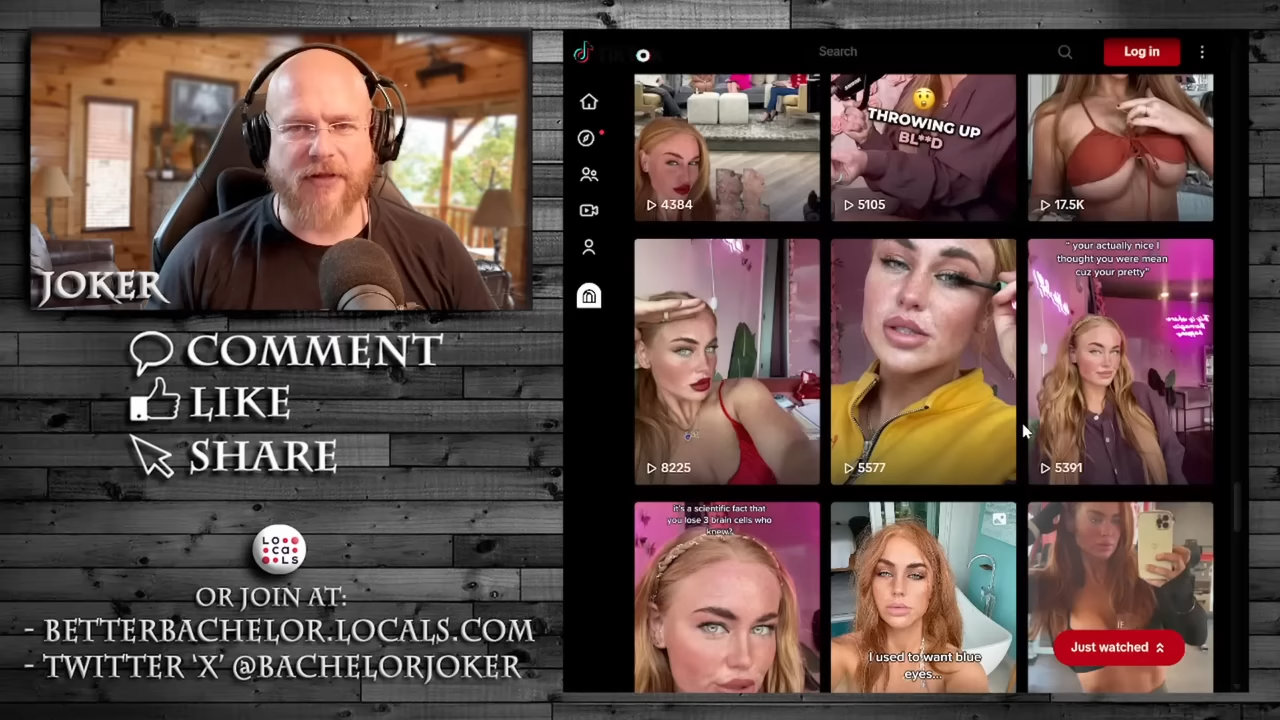 JOKER
COMMENT
LIKE
SHARE
LOcaLS
OR JOIN AT:
- BETTERBACHELOR.LOCALS.COM
- TWITTER 'X' @BACHELORJOKER
Search
Log in
4384
THROWING UP
BL**D
5105
17.5K
8225
5577
" your actually nice I
thought you were mean
cuz your pretty"
5391
it's a scientific fact that
you lose 3 brain cells who
knew?
I used to want blue
eyes...
IF
Just watched